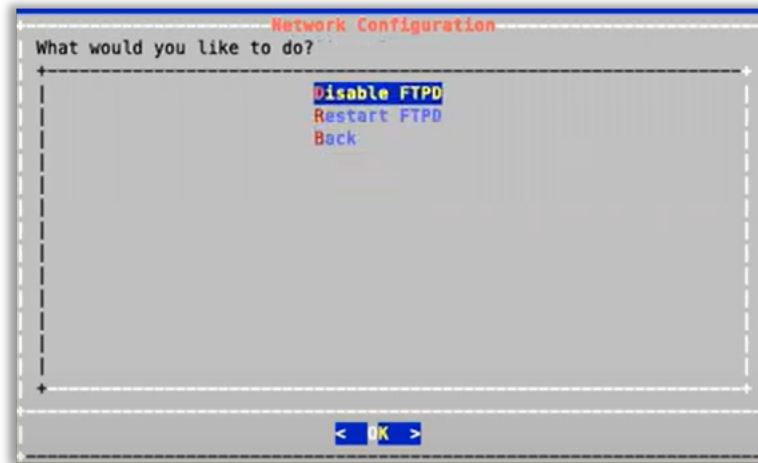 Network Configuration
What would you like to do?
Disable FTPD
Restart FTPD
Back
< OK >